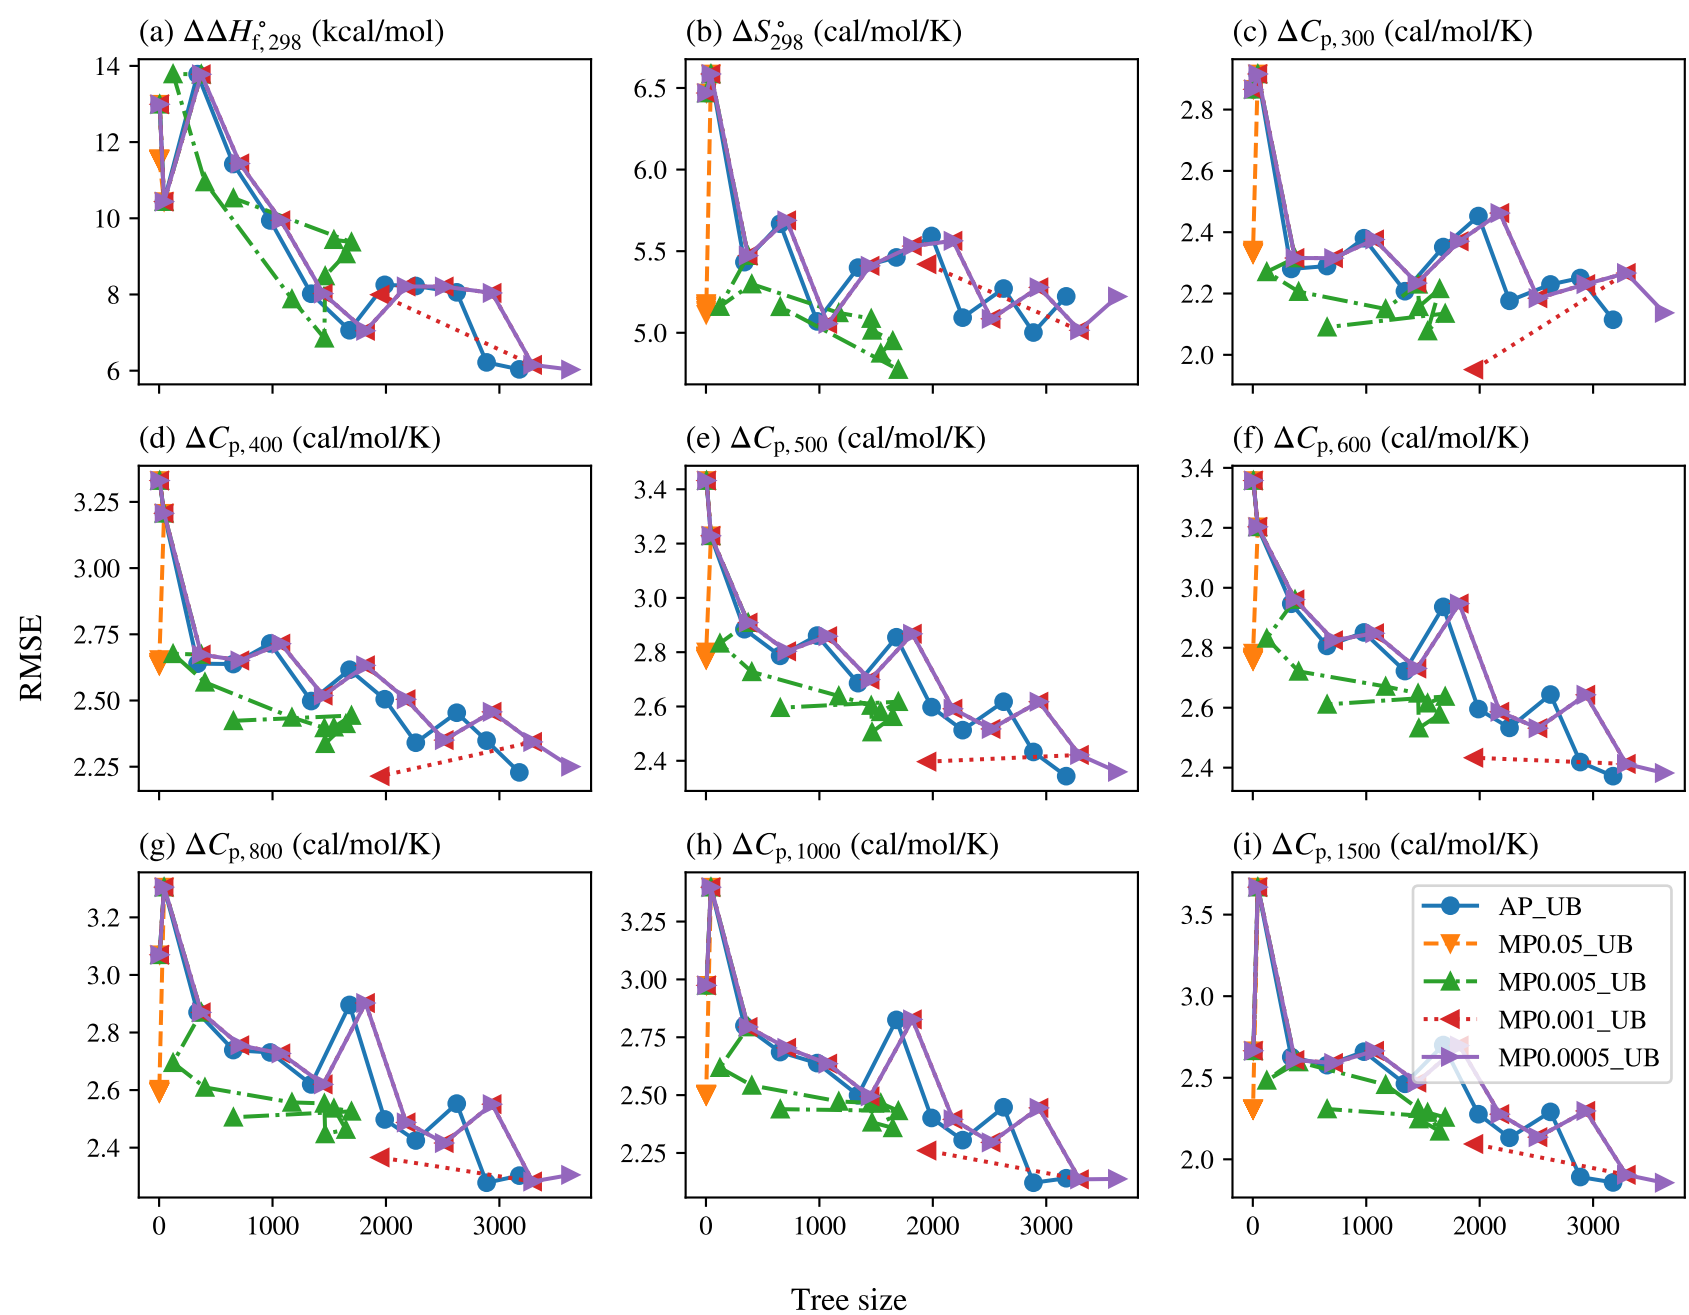 (a) ΔΔH°f,298 (kcal/mol)
(b) ΔS°298 (cal/mol/K)
(c) ΔCp,300 (cal/mol/K)
14
12
10
8
6
6.5
6.0
5.5
5.0
2.8
2.6
2.4
2.2
2.0
(d) ΔCp,400 (cal/mol/K)
(e) ΔCp,500 (cal/mol/K)
(f) ΔCp,600 (cal/mol/K)
3.25
3.00
2.75
2.50
2.25
3.4
3.2
3.0
2.8
2.6
2.4
3.4
3.2
3.0
2.8
2.6
2.4
RMSE
(g) ΔCp,800 (cal/mol/K)
(h) ΔCp,1000 (cal/mol/K)
(i) ΔCp,1500 (cal/mol/K)
3.2
3.0
2.8
2.6
2.4
3.25
3.00
2.75
2.50
2.25
3.5
3.0
2.5
2.0
AP_UB
MP0.05_UB
MP0.005_UB
MP0.001_UB
MP0.0005_UB
0 1000 2000 3000
0 1000 2000 3000
0 1000 2000 3000
Tree size